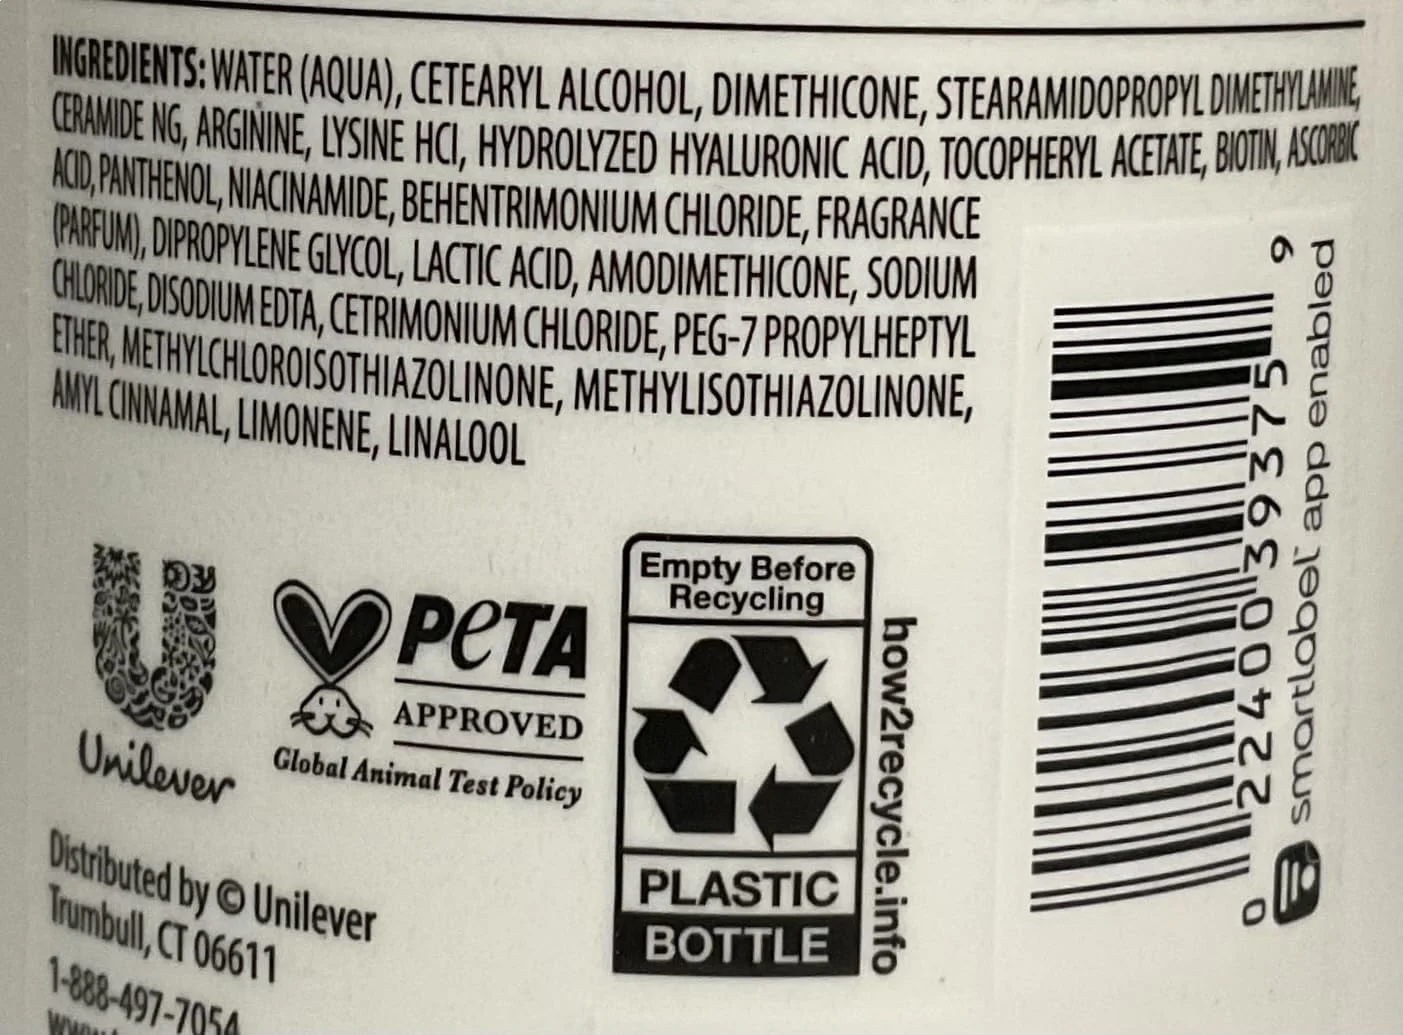 INGREDIENTS: WATER (AQUA), CETEARYL ALCOHOL, DIMETHICONE, STEARAMIDOPROPYL DIMETHYLAMINE,
CERAMIDE NG, ARGININE, LYSINE HCl, HYDROLYZED HYALURONIC ACID, TOCOPHERYL ACETATE, BIOTIN, ASCORBIC
ACID, PANTHENOL, NIACINAMIDE, BEHENTRIMONIUM CHLORIDE, FRAGRANCE
(PARFUM), DIPROPYLENE GLYCOL, LACTIC ACID, AMODIMETHICONE, SODIUM
CHLORIDE, DISODIUM EDTA, CETRIMONIUM CHLORIDE, PEG-7 PROPYLHEPTYL
ETHER, METHYLCHLOROISOTHIAZOLINONE, METHYLISOTHIAZOLINONE,
AMYL CINNAMAL, LIMONENE, LINALOOL
Unilever
PETA
APPROVED
Global Animal Test Policy
Empty Before
Recycling
PLASTIC
BOTTLE
how2recycle.info
0 22400 39375 9
smartlabel™ app enabled
Distributed by © Unilever
Trumbull, CT 06611
1-888-497-7054